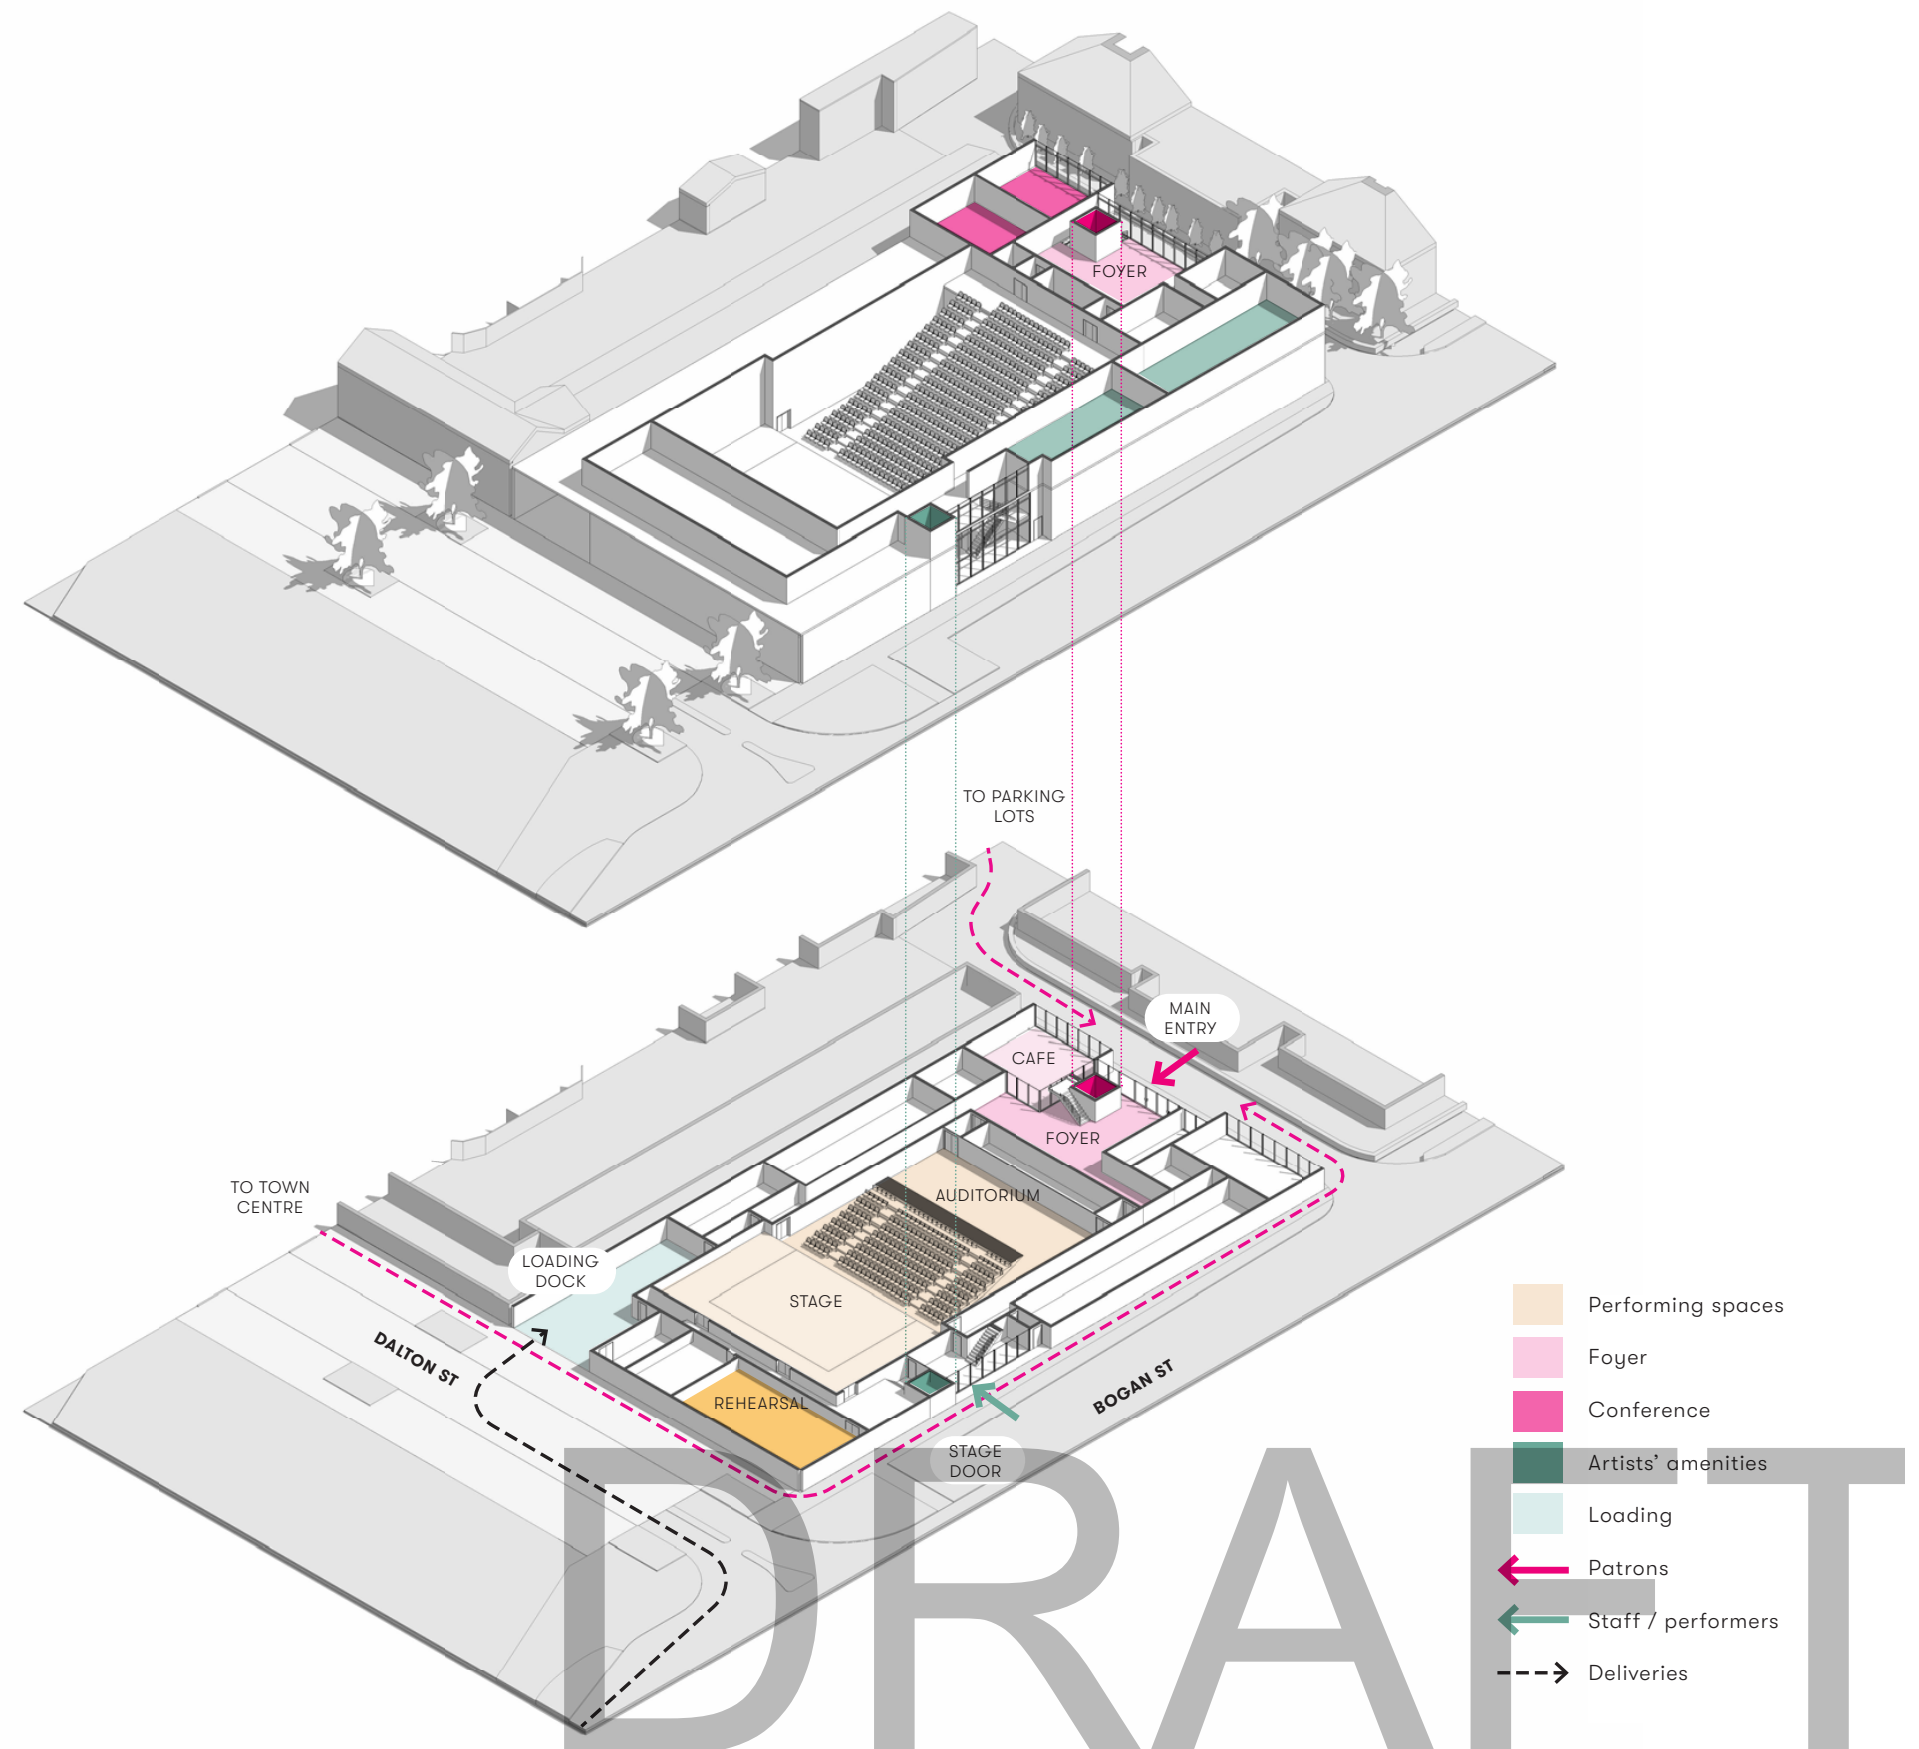 FOYER
TO PARKING
LOTS
MAIN
ENTRY
CAFE
FOYER
AUDITORIUM
TO TOWN
CENTRE
LOADING
DOCK
STAGE
DALTON ST
BOGAN ST
REHEARSAL
STAGE
DOOR
Performing spaces
Foyer
Conference
Artists’ amenities
Loading
Patrons
Staff / performers
Deliveries
DRAFT